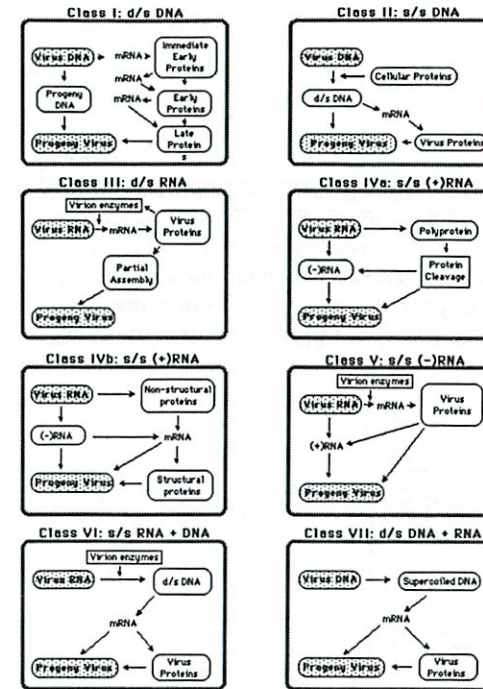 Class I: d/s DNA
Virus DNA
mRNA
Immediate
Early
Proteins
mRNA
Progeny
DNA
mRNA
Early
Proteins
Late
Protein
s
Progeny Virus
Class II: s/s DNA
Virus DNA
Cellular Proteins
d/s DNA
mRNA
Progeny Virus
Virus Proteins
Class III: d/s RNA
Virion enzymes
Virus RNA
mRNA
Virus
Proteins
Partial
Assembly
Progeny Virus
Class IVa: s/s (+)RNA
Virus RNA
Polyprotein
(-)RNA
Protein
Cleavage
Progeny Virus
Class IVb: s/s (+)RNA
Virus RNA
Non-structural
proteins
(-)RNA
mRNA
Progeny Virus
Structural
proteins
Class V: s/s (-)RNA
Virion enzymes
Virus RNA
mRNA
Virus
Proteins
(+)RNA
Progeny Virus
Class VI: s/s RNA + DNA
Virion enzymes
Virus RNA
d/s DNA
mRNA
Progeny Virus
Virus
Proteins
Class VII: d/s DNA + RNA
Virus DNA
Supercoiled DNA
mRNA
Progeny Virus
Virus
Proteins